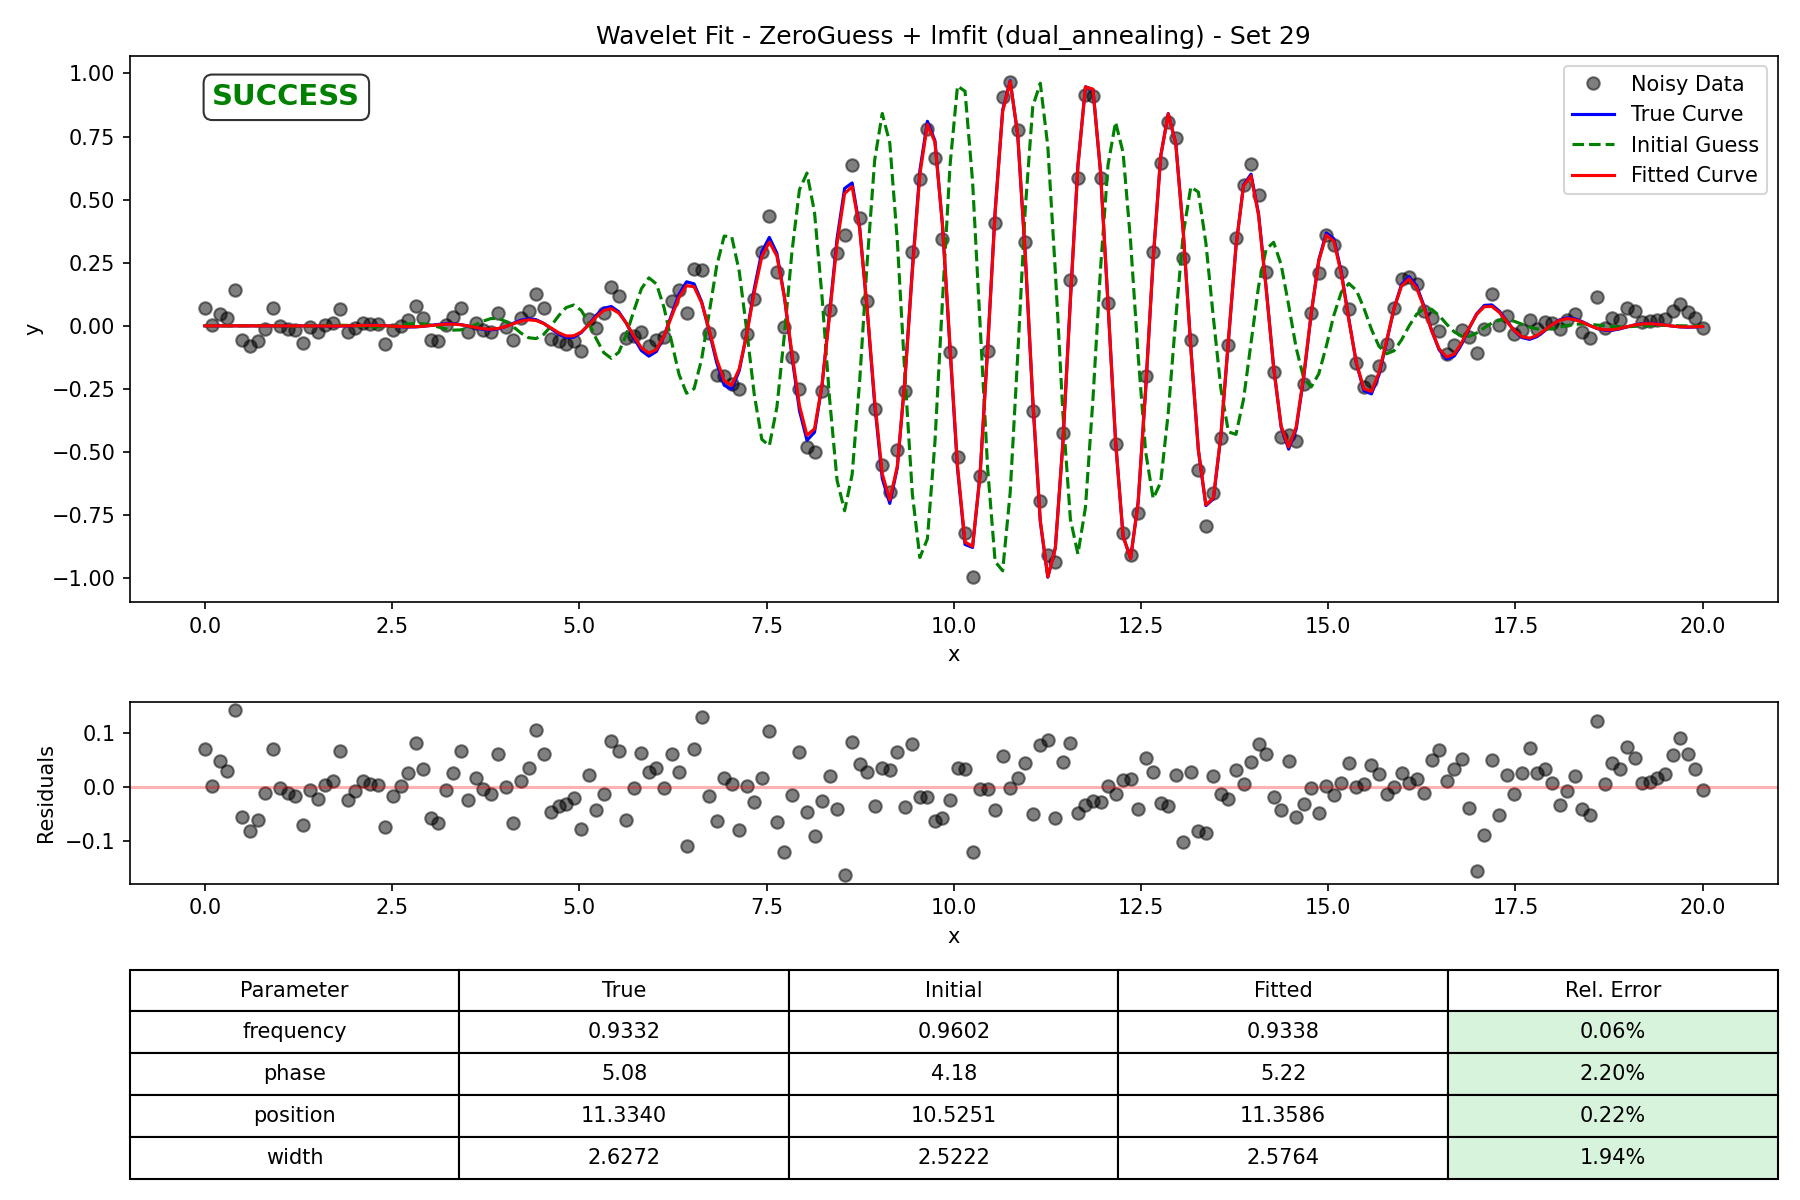 Wavelet Fit - ZeroGuess + lmfit (dual_annealing) - Set 29
SUCCESS
Noisy Data
True Curve
Initial Guess
Fitted Curve
1.00
0.75
0.50
0.25
0.00
−0.25
−0.50
−0.75
−1.00
y
0.0 2.5 5.0 7.5 10.0 12.5 15.0 17.5 20.0
x
0.1
0.0
−0.1
Residuals
0.0 2.5 5.0 7.5 10.0 12.5 15.0 17.5 20.0
x
Parameter True Initial Fitted Rel. Error
frequency 0.9332 0.9602 0.9338 0.06%
phase 5.08 4.18 5.22 2.20%
position 11.3340 10.5251 11.3586 0.22%
width 2.6272 2.5222 2.5764 1.94%